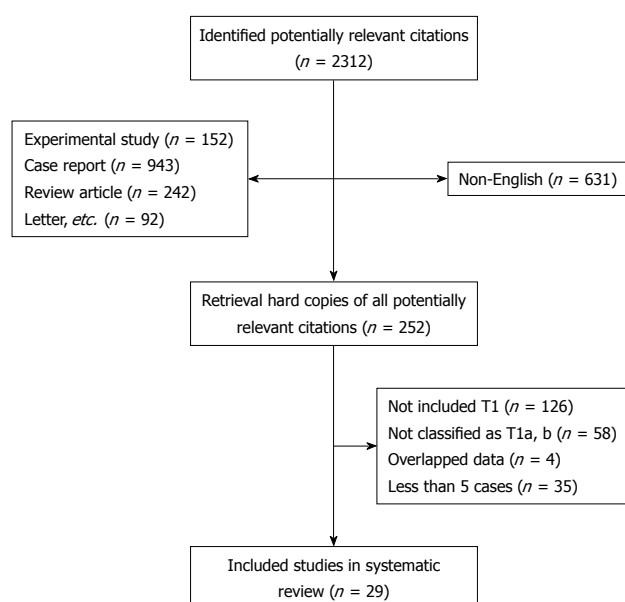 Identified potentially relevant citations
(n = 2312)
Experimental study (n = 152)
Case report (n = 943)
Review article (n = 242)
Letter, etc. (n = 92)
Non-English (n = 631)
Retrieval hard copies of all potentially
relevant citations (n = 252)
Not included T1 (n = 126)
Not classified as T1a, b (n = 58)
Overlapped data (n = 4)
Less than 5 cases (n = 35)
Included studies in systematic
review (n = 29)